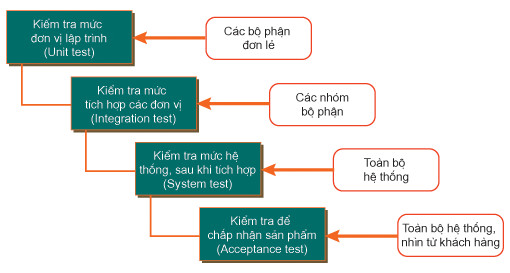 Kiểm tra mức
đơn vị lập trình
(Unit test)
Các bộ phận
đơn lẻ
Kiểm tra mức
tích hợp các đơn vị
(Integration test)
Các nhóm
bộ phận
Kiểm tra mức hệ
thống, sau khi tích hợp
(System test)
Toán bộ
hệ thống
Kiểm tra để
chấp nhận sản phẩm
(Acceptance test)
Toàn bộ hệ thống,
nhìn từ khách hàng